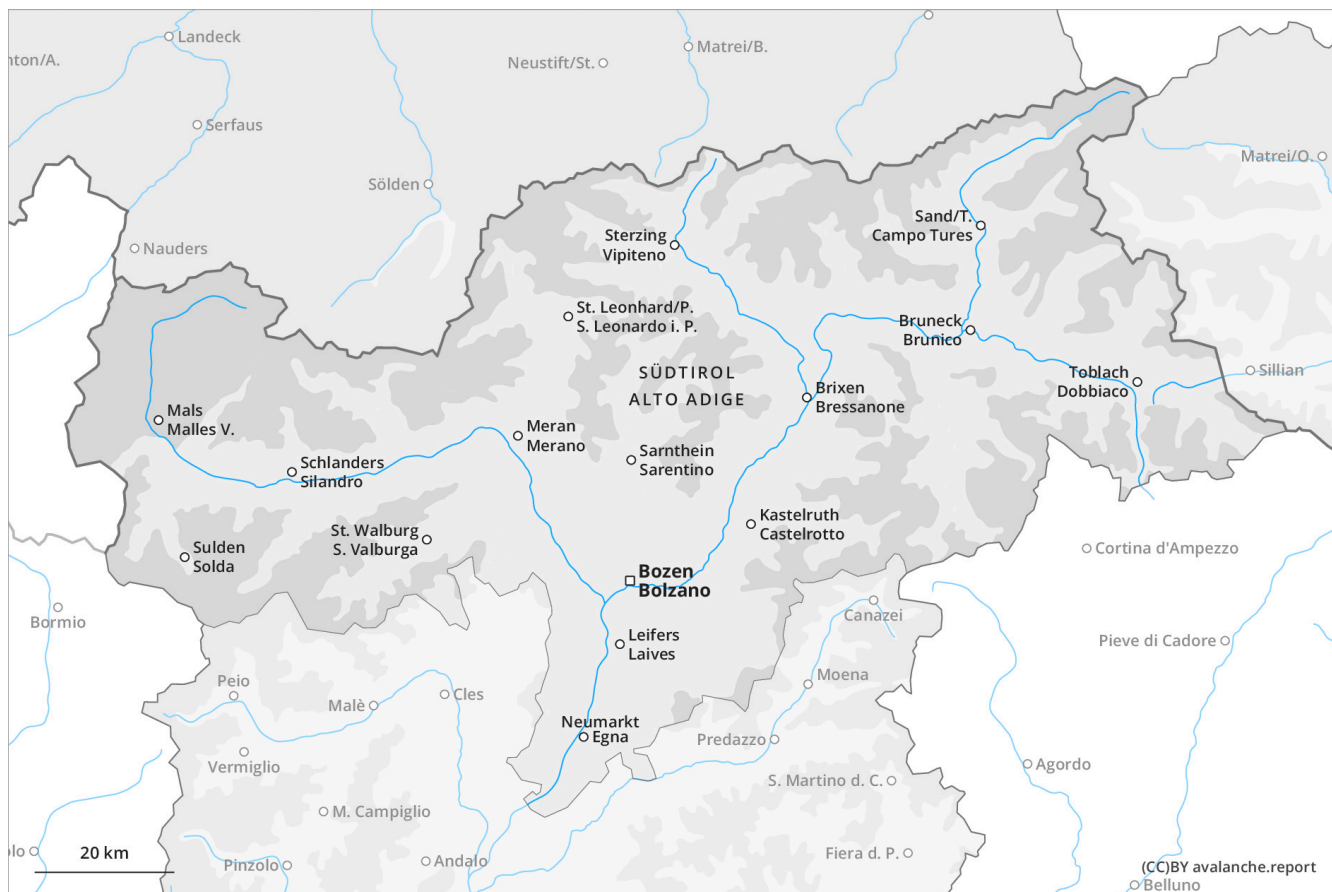 Landeck
Matrei/B.
nton/A.
Neustift/St.
Serfaus
Matrei/O.
Sölden
Sand/T.
Campo Tures
Sterzing
Vipiteno
Nauders
St. Leonhard/P.
S. Leonardo i. P.
Bruneck
Brunico
SÜDTIROL
ALTO ADIGE
Toblach
Dobbiaco
Sillian
Brixen
Bressanone
Mals
Malles V.
Meran
Merano
Sarnthein
Sarentino
Schlanders
Silandro
Kastelruth
Castelrotto
St. Walburg
S. Valburga
Sulden
Solda
Cortina d'Ampezzo
Bozen
Bolzano
Bormio
Canazei
Leifers
Laives
Pieve di Cadore
Peio
Moena
Malè
Cles
Neumarkt
Egna
Predazzo
Vermiglio
Agordo
S. Martino d. C.
M. Campiglio
20 km
olo
Pinzolo
Andalo
Fiera d. P.
(CC)BY avalanche.report
Belluno